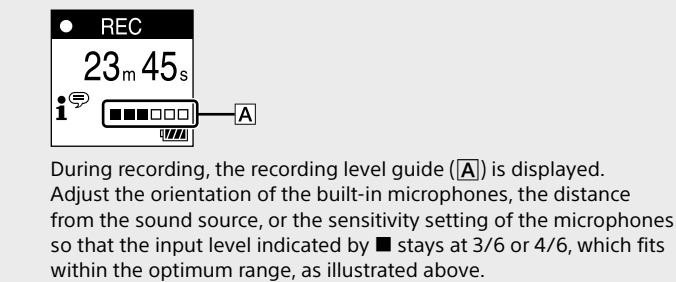 ● REC
23m 45s
i
■■■□□□ A
During recording, the recording level guide (A) is displayed.
Adjust the orientation of the built-in microphones, the distance
from the sound source, or the sensitivity setting of the microphones
so that the input level indicated by ■ stays at 3/6 or 4/6, which fits
within the optimum range, as illustrated above.